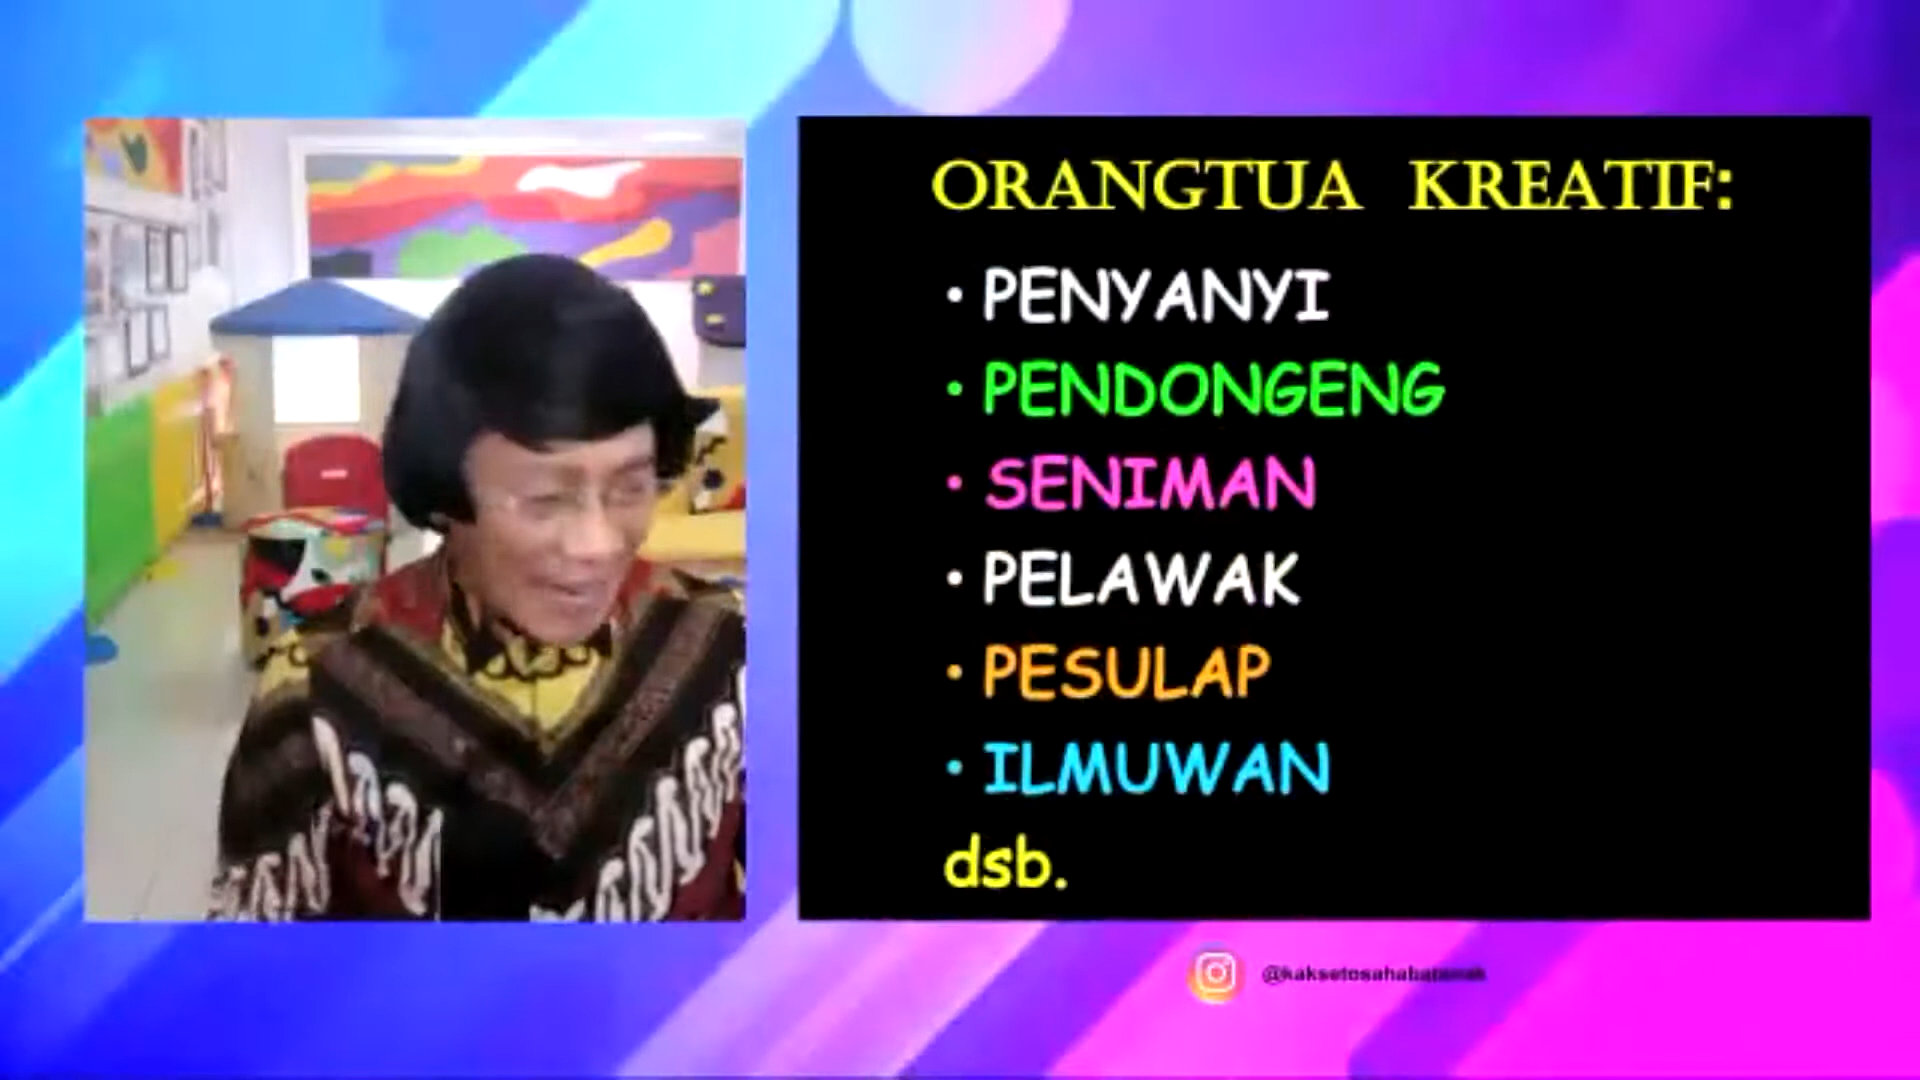 ORANGTUA KREATIF:
• PENYANYI
• PENDONGENG
• SENIMAN
• PELAWAK
• PESULAP
• ILMUWAN
dsb.
@kaksetosahabatanak